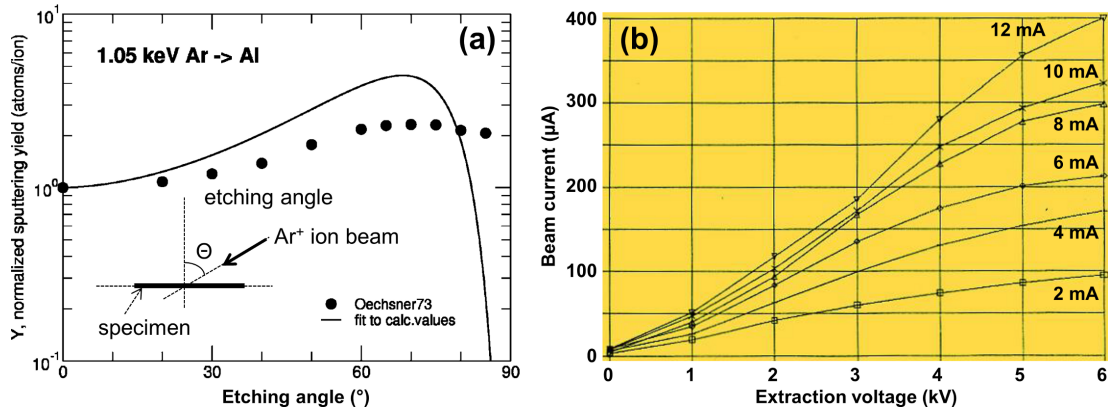 (a)
1.05 keV Ar -> Al
10¹
10⁰
10⁻¹
Y, normalized sputtering yield (atoms/ion)
etching angle
Θ
Ar⁺ ion beam
specimen
Oechsner73
fit to calc.values
0
30
60
90
Etching angle (°)
(b)
12 mA
10 mA
8 mA
6 mA
4 mA
2 mA
400
300
200
100
0
Beam current (µA)
0
1
2
3
4
5
6
Extraction voltage (kV)